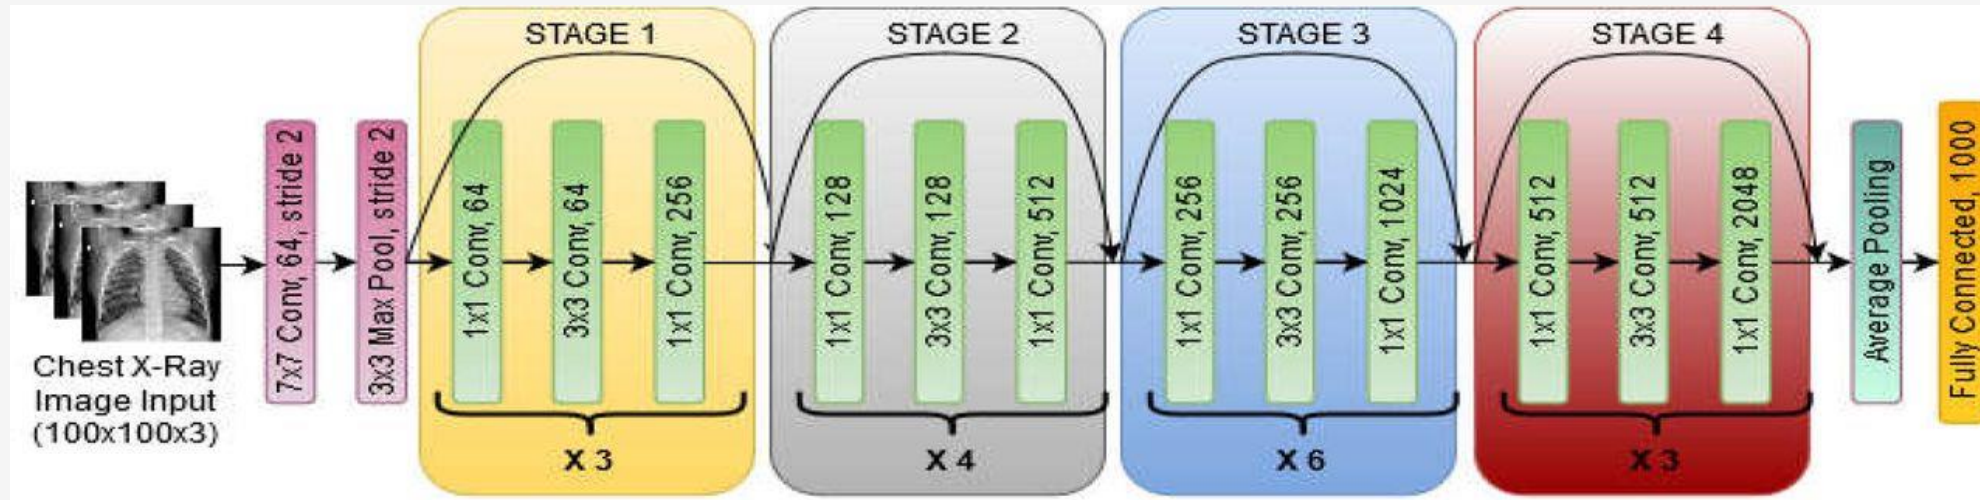 STAGE 1
STAGE 2
STAGE 3
STAGE 4
Chest X-Ray
Image Input
(100x100x3)
7x7 Conv, 64, stride 2
3x3 Max Pool, stride 2
1x1 Conv, 64
3x3 Conv, 64
1x1 Conv, 256
X 3
1x1 Conv, 128
3x3 Conv, 128
1x1 Conv, 512
X 4
1x1 Conv, 256
3x3 Conv, 256
1x1 Conv, 1024
X 6
1x1 Conv, 512
3x3 Conv, 512
1x1 Conv, 2048
X 3
Average Pooling
Fully Connected, 1000